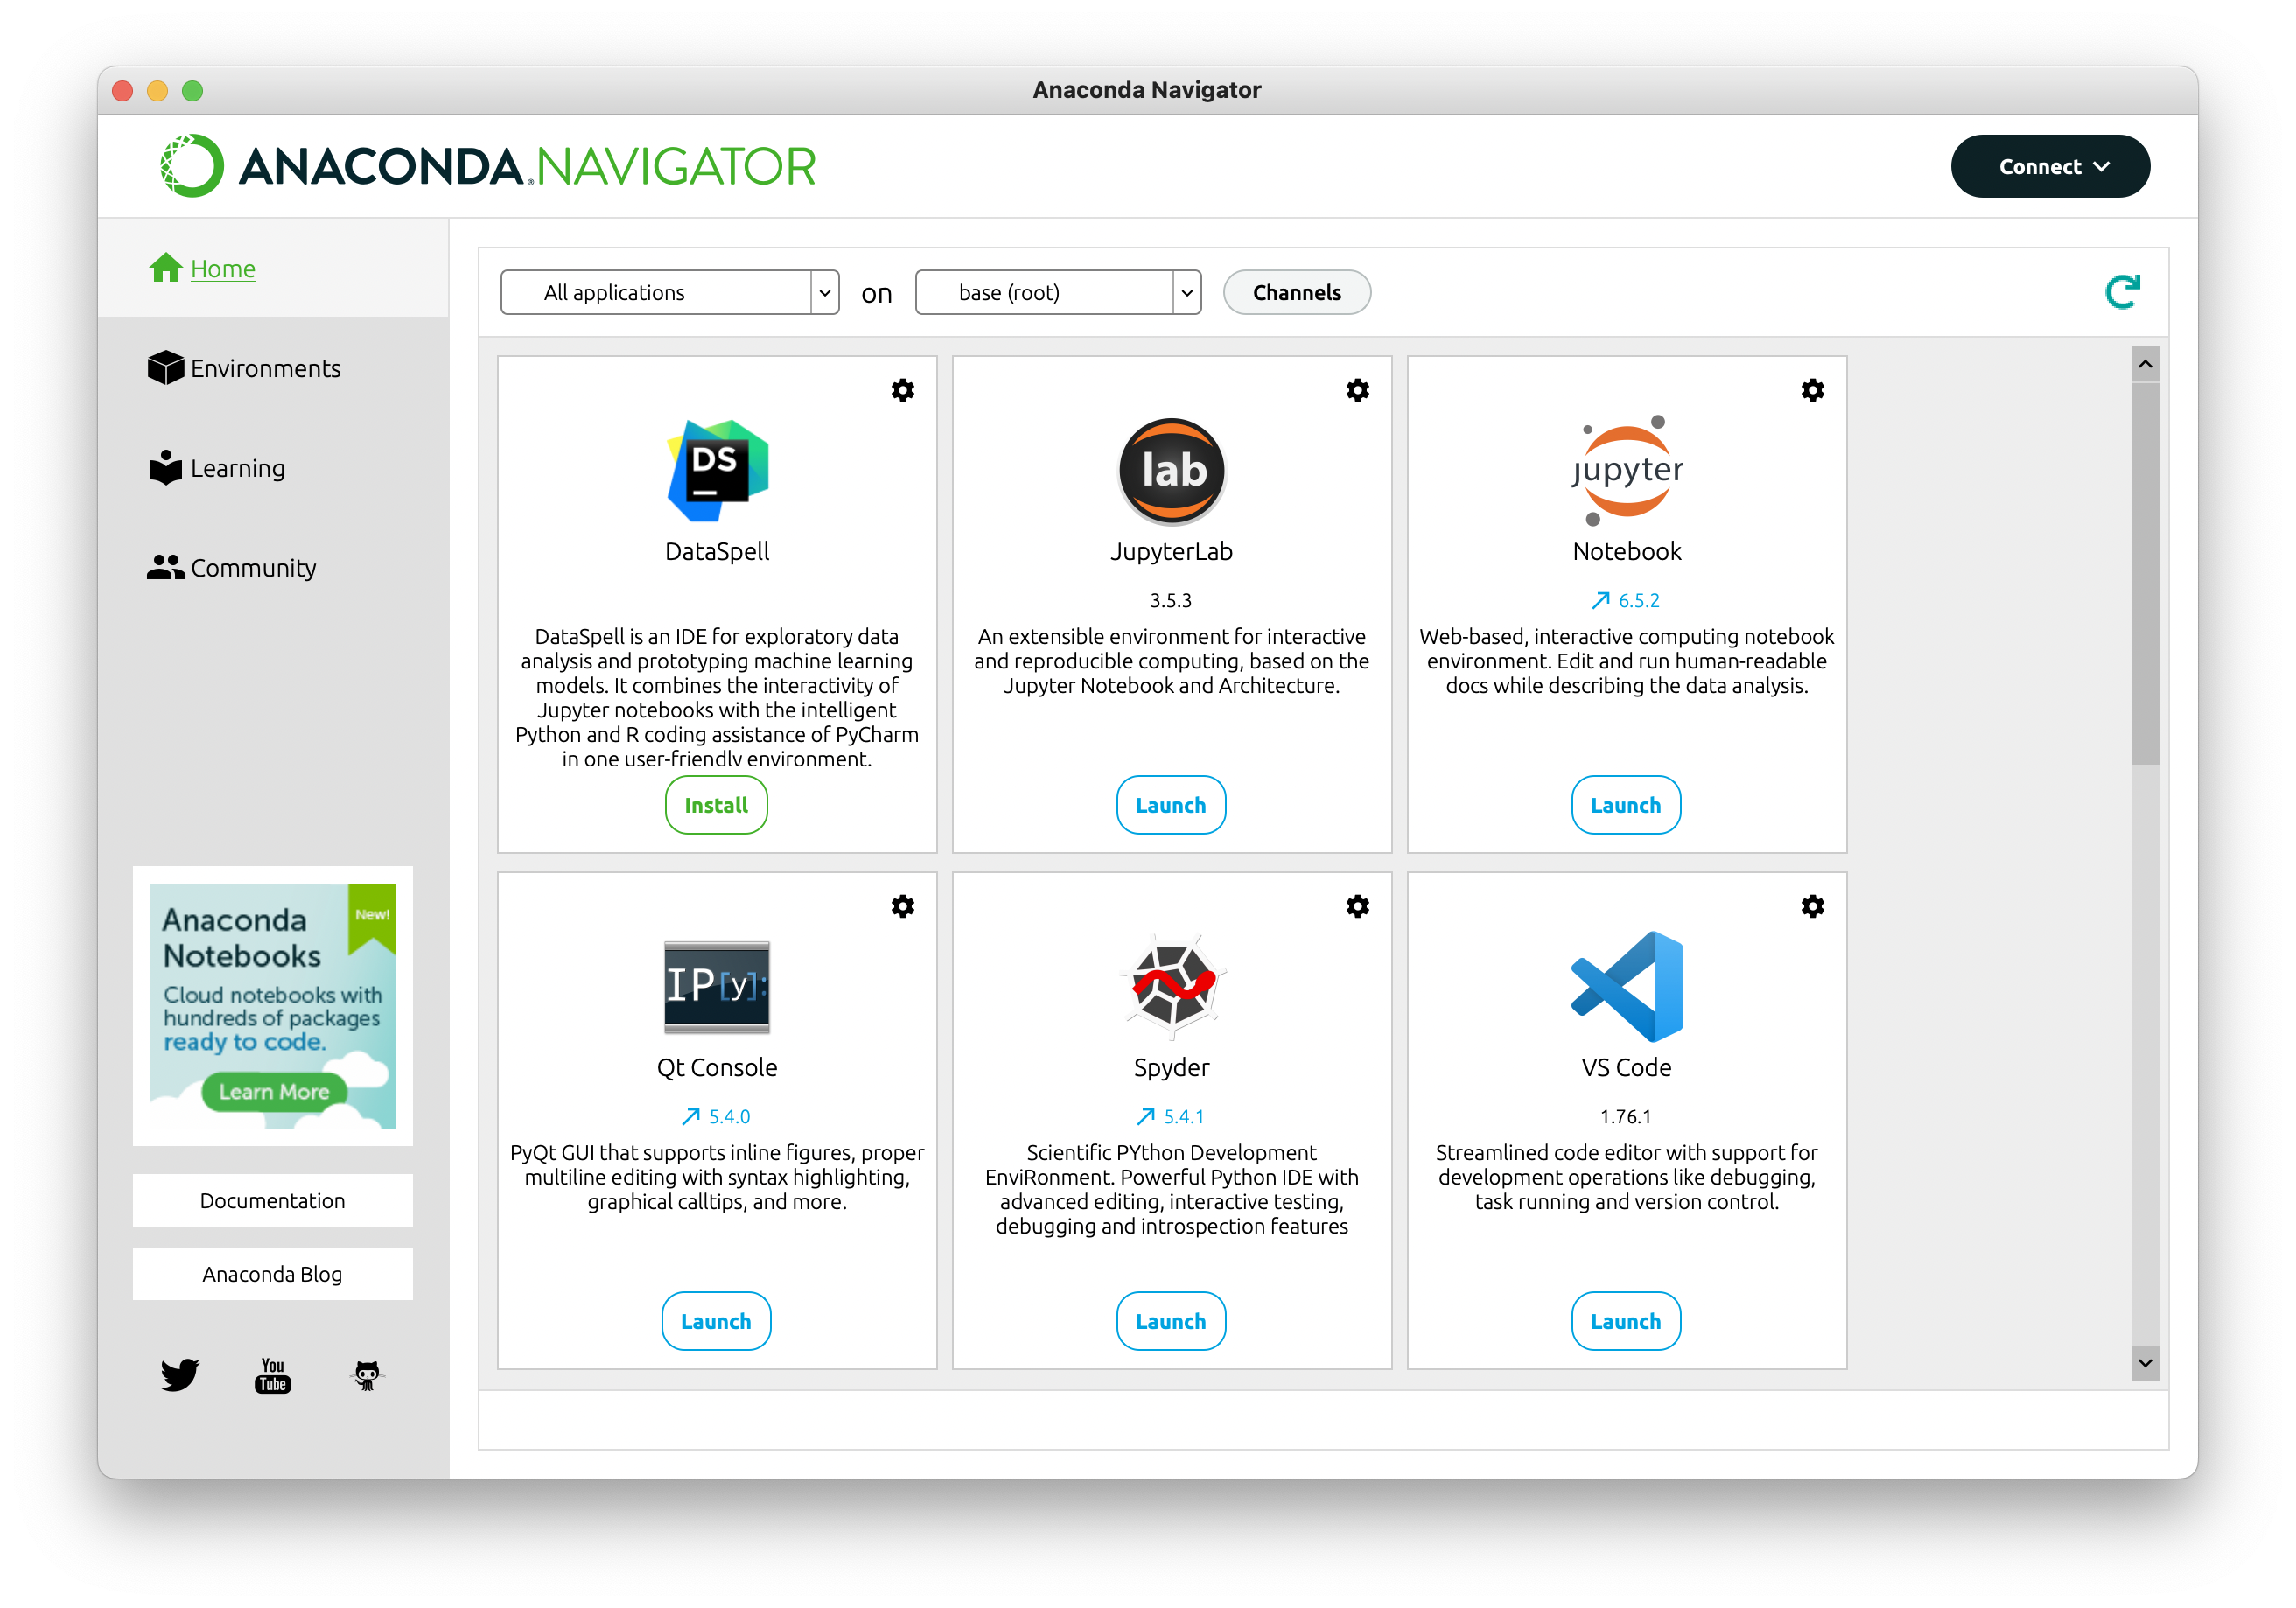 Anaconda Navigator
ANACONDA.NAVIGATOR
Connect
Home
Environments
Learning
Community
Anaconda
Notebooks
New!
Cloud notebooks with
hundreds of packages
ready to code.
Learn More
Documentation
Anaconda Blog
You
Tube
All applications
on
base (root)
Channels
DS
DataSpell
DataSpell is an IDE for exploratory data
analysis and prototyping machine learning
models. It combines the interactivity of
Jupyter notebooks with the intelligent
Python and R coding assistance of PyCharm
in one user-friendly environment.
Install
lab
JupyterLab
3.5.3
An extensible environment for interactive
and reproducible computing, based on the
Jupyter Notebook and Architecture.
Launch
jupyter
Notebook
6.5.2
Web-based, interactive computing notebook
environment. Edit and run human-readable
docs while describing the data analysis.
Launch
IP[y]:
Qt Console
5.4.0
PyQt GUI that supports inline figures, proper
multiline editing with syntax highlighting,
graphical calltips, and more.
Launch
Spyder
5.4.1
Scientific PYthon Development
EnviRonment. Powerful Python IDE with
advanced editing, interactive testing,
debugging and introspection features
Launch
VS Code
1.76.1
Streamlined code editor with support for
development operations like debugging,
task running and version control.
Launch